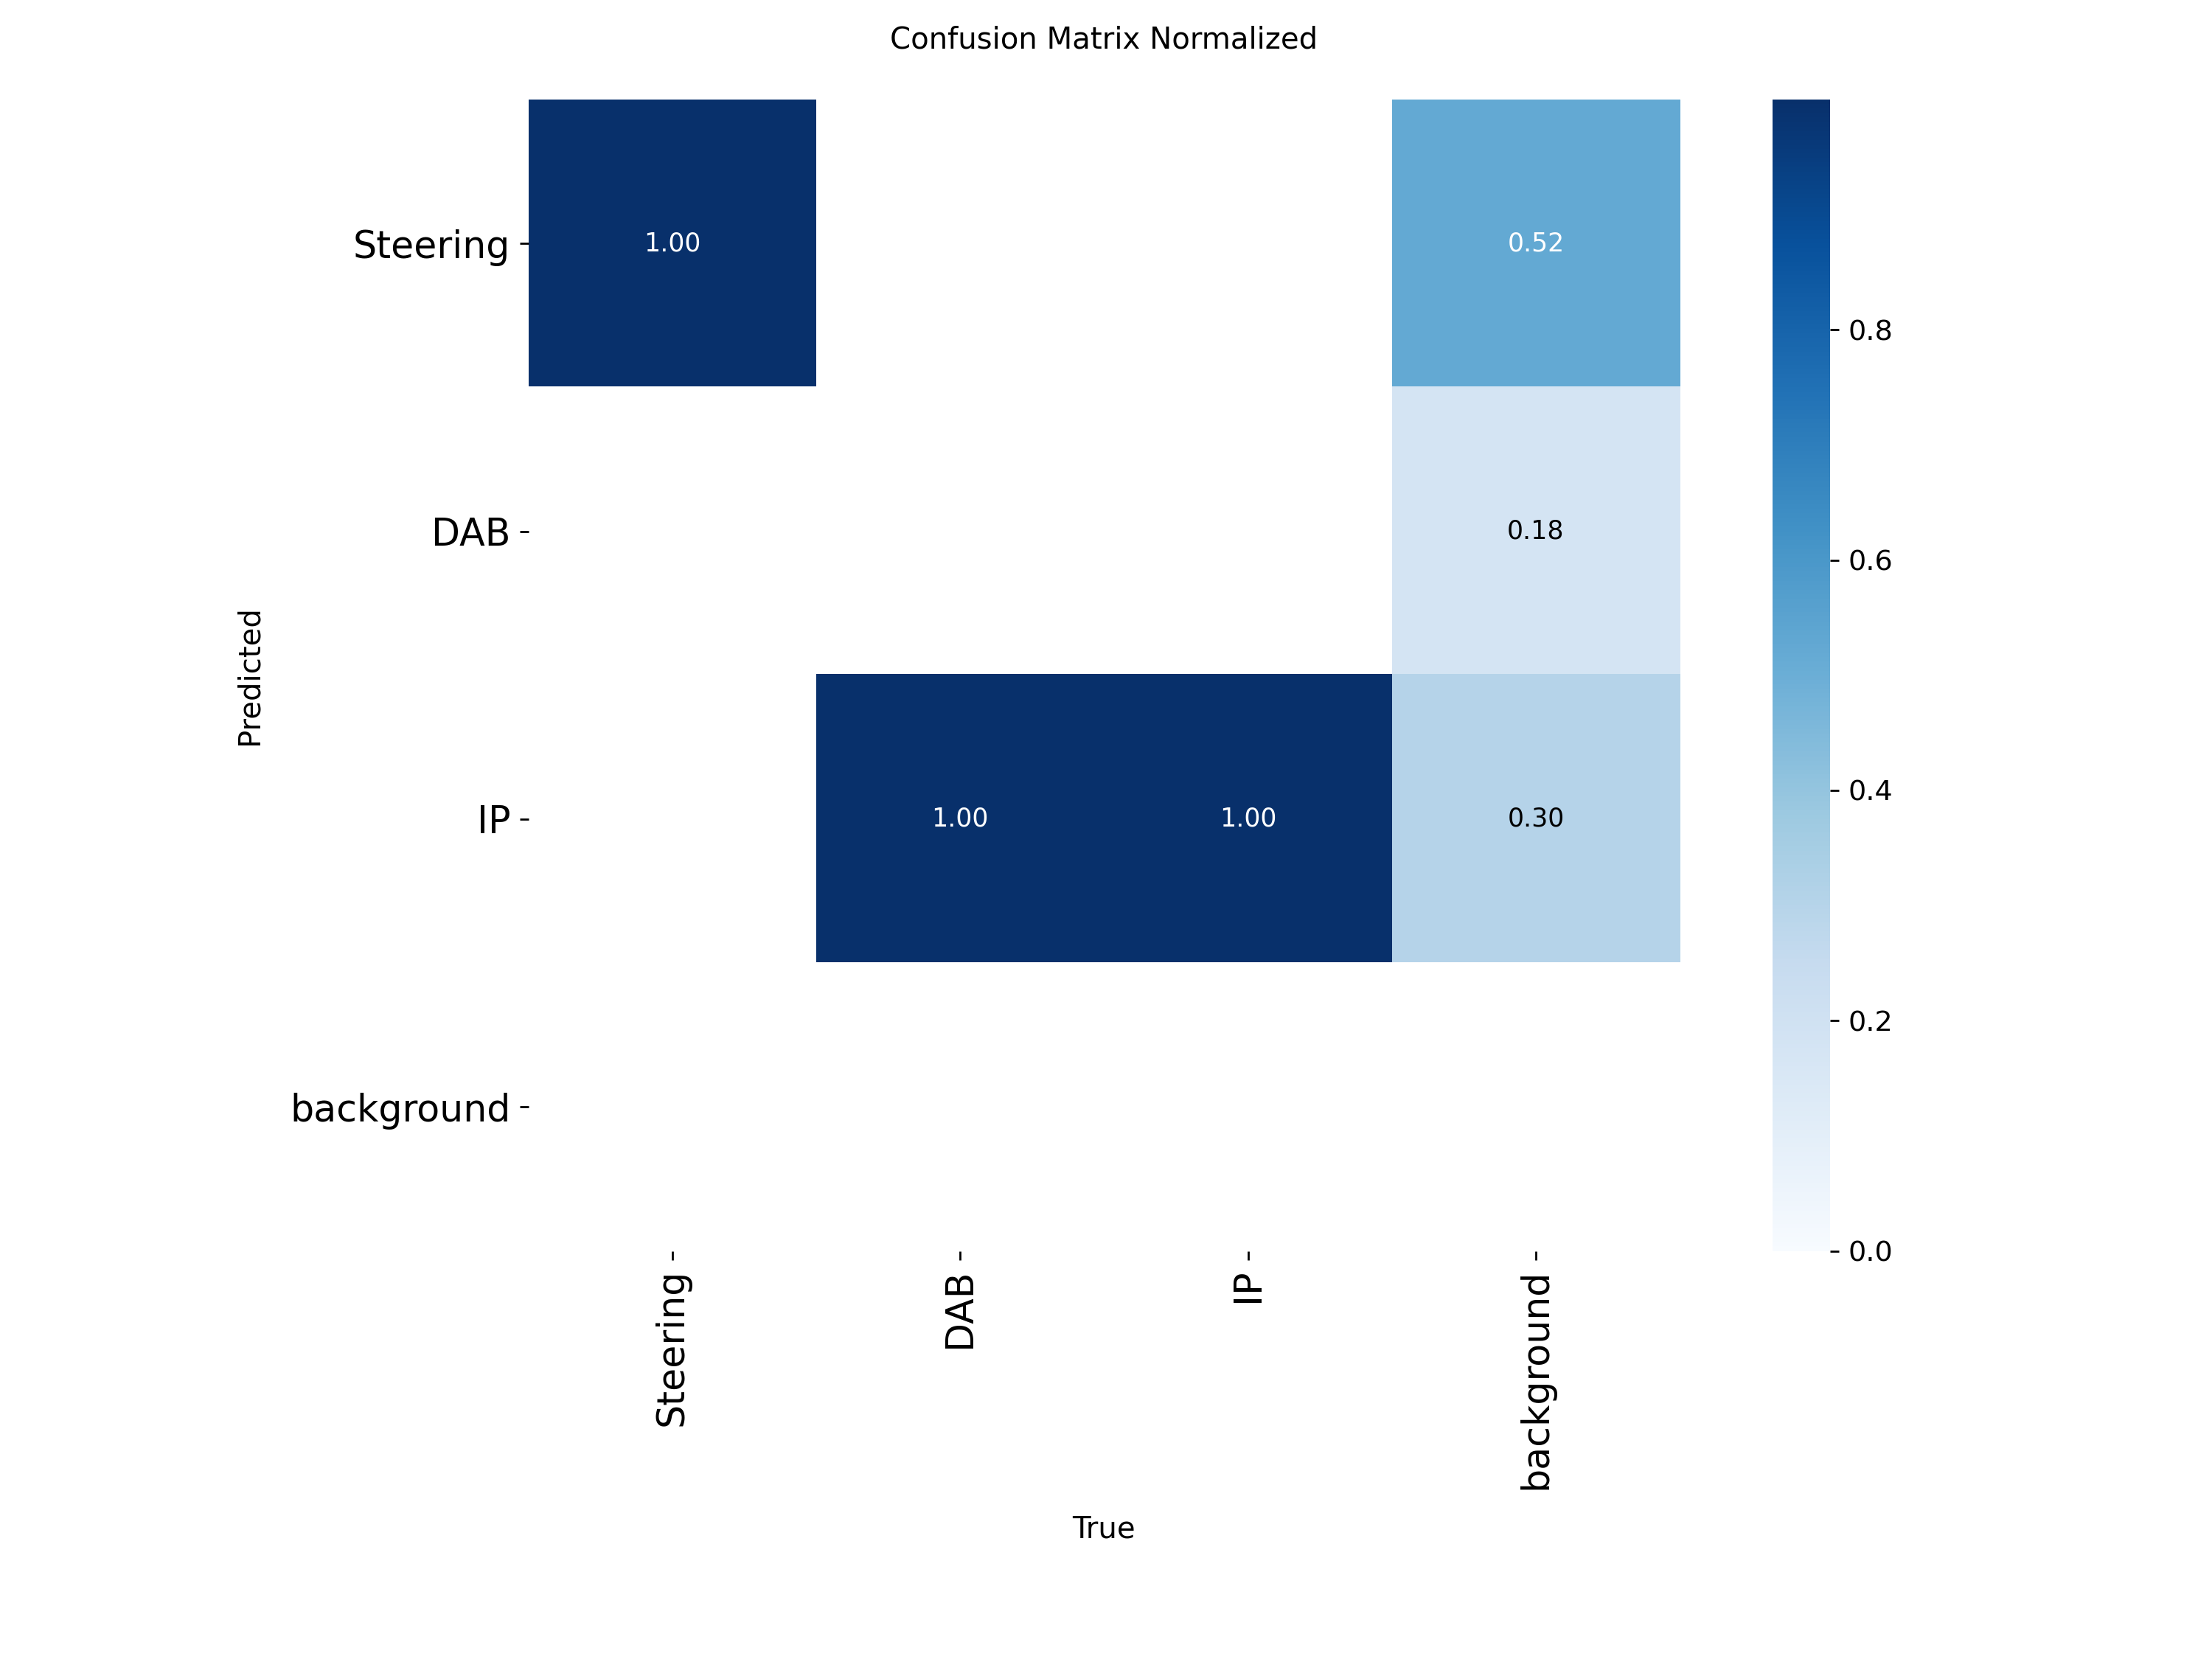 Confusion Matrix Normalized
Steering
1.00
0.52
DAB
0.18
IP
1.00
1.00
0.30
background
Predicted
Steering
DAB
IP
background
True
0.8
0.6
0.4
0.2
0.0